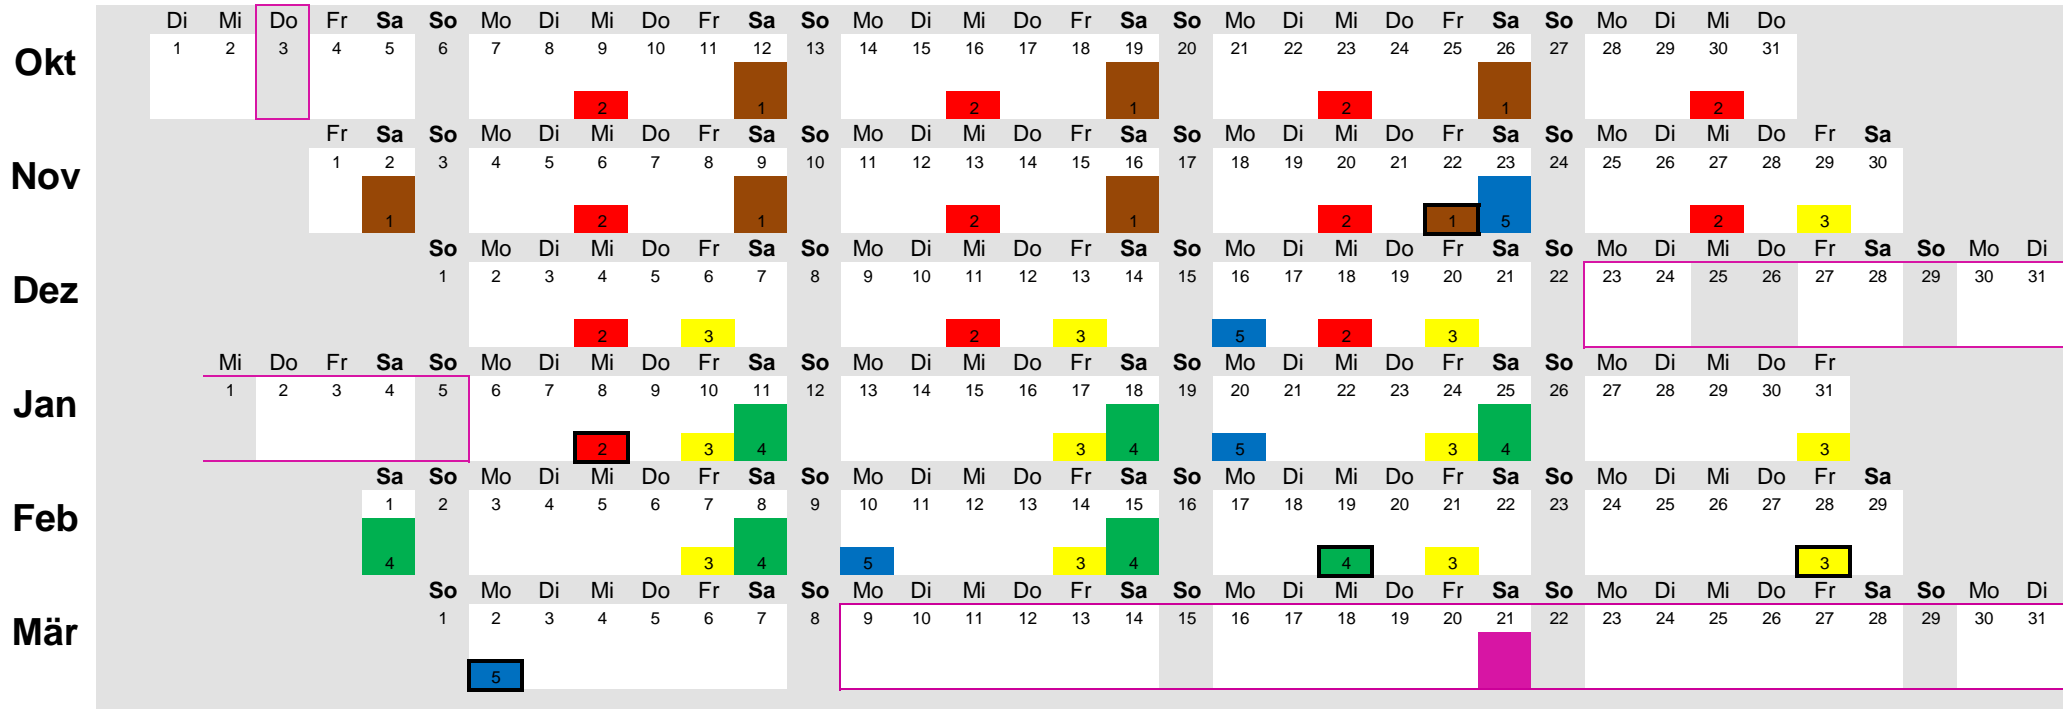 Di Mi Do Fr Sa So Mo Di Mi Do Fr Sa So Mo Di Mi Do Fr Sa So Mo Di Mi Do Fr Sa So Mo Di Mi Do
Okt
1 2 3 4 5 6 7 8 9 10 11 12 13 14 15 16 17 18 19 20 21 22 23 24 25 26 27 28 29 30 31
2 1 2 1 2 1 2
Fr Sa So Mo Di Mi Do Fr Sa So Mo Di Mi Do Fr Sa So Mo Di Mi Do Fr Sa So Mo Di Mi Do Fr Sa
Nov
1 2 3 4 5 6 7 8 9 10 11 12 13 14 15 16 17 18 19 20 21 22 23 24 25 26 27 28 29 30
1 2 1 2 1 2 1 5 2 3
So Mo Di Mi Do Fr Sa So Mo Di Mi Do Fr Sa So Mo Di Mi Do Fr Sa So Mo Di Mi Do Fr Sa So Mo Di
Dez
1 2 3 4 5 6 7 8 9 10 11 12 13 14 15 16 17 18 19 20 21 22 23 24 25 26 27 28 29 30 31
2 3 2 3 5 2 3
Mi Do Fr Sa So Mo Di Mi Do Fr Sa So Mo Di Mi Do Fr Sa So Mo Di Mi Do Fr Sa So Mo Di Mi Do Fr
Jan
1 2 3 4 5 6 7 8 9 10 11 12 13 14 15 16 17 18 19 20 21 22 23 24 25 26 27 28 29 30 31
2 3 4 3 4 5 3 4 3
Sa So Mo Di Mi Do Fr Sa So Mo Di Mi Do Fr Sa So Mo Di Mi Do Fr Sa So Mo Di Mi Do Fr Sa
Feb
1 2 3 4 5 6 7 8 9 10 11 12 13 14 15 16 17 18 19 20 21 22 23 24 25 26 27 28 29
4 3 4 5 3 4 4 3 3
So Mo Di Mi Do Fr Sa So Mo Di Mi Do Fr Sa So Mo Di Mi Do Fr Sa So Mo Di Mi Do Fr Sa So Mo Di
Mär
1 2 3 4 5 6 7 8 9 10 11 12 13 14 15 16 17 18 19 20 21 22 23 24 25 26 27 28 29 30 31
5